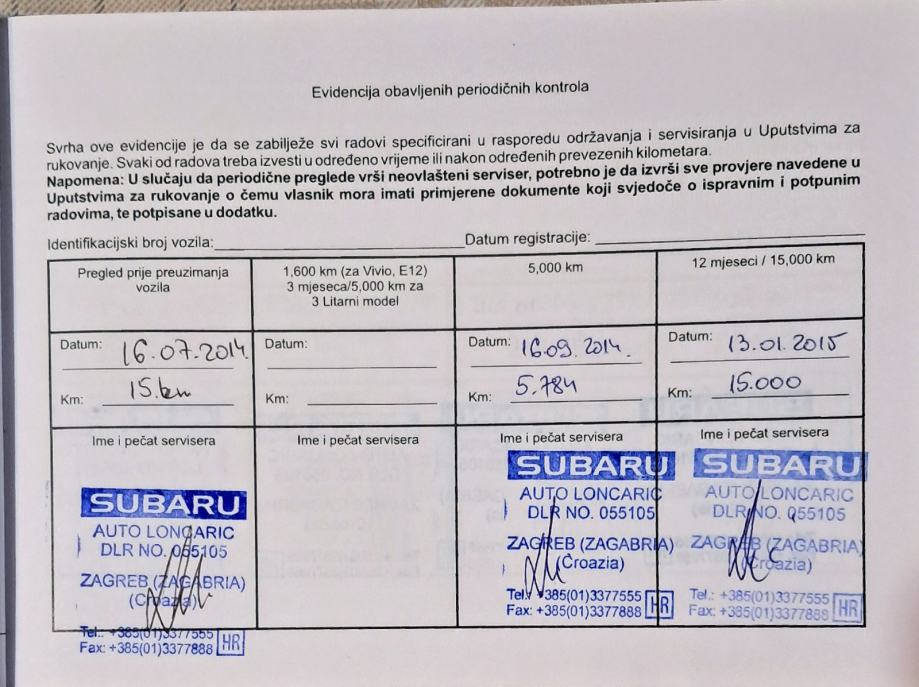 Evidencija obavljenih periodičnih kontrola
Svrha ove evidencije je da se zabilježe svi radovi specificirani u rasporedu održavanja i servisiranja u Uputstvima za
rukovanje. Svaki od radova treba izvesti u određeno vrijeme ili nakon određenih prevezenih kilometara.
Napomena: U slučaju da periodične preglede vrši neovlašteni serviser, potrebno je da izvrši sve provjere navedene u
Uputstvima za rukovanje o čemu vlasnik mora imati primjerene dokumente koji svjedoče o ispravnim i potpunim
radovima, te potpisane u dodatku.
Identifikacijski broj vozila: Datum registracije:
Pregled prije preuzimanja
vozila
Datum: 16.07.2014.
Km: 15.km
Ime i pečat servisera
SUBARU
AUTO LONCARIC
DLR NO. 055105
ZAGREB (ZAGABRIA)
(Croazia)
Tel.: +385(01)3377555
Fax: +385(01)3377888 HR
1,600 km (za Vivio, E12)
3 mjeseca/5,000 km za
3 Litarni model
Datum:
Km:
Ime i pečat servisera
5,000 km
Datum: 16.09.2014.
Km: 5.784
Ime i pečat servisera
SUBARU
AUTO LONCARIC
DLR NO. 055105
ZAGREB (ZAGABRIA)
(Croazia)
Tel.: +385(01)3377555
Fax: +385(01)3377888 HR
12 mjeseci / 15,000 km
Datum: 13.01.2015
Km: 15.000
Ime i pečat servisera
SUBARU
AUTO LONCARIC
DLR NO. 055105
ZAGREB (ZAGABRIA)
(Croazia)
Tel.: +385(01)3377555
Fax: +385(01)3377888 HR